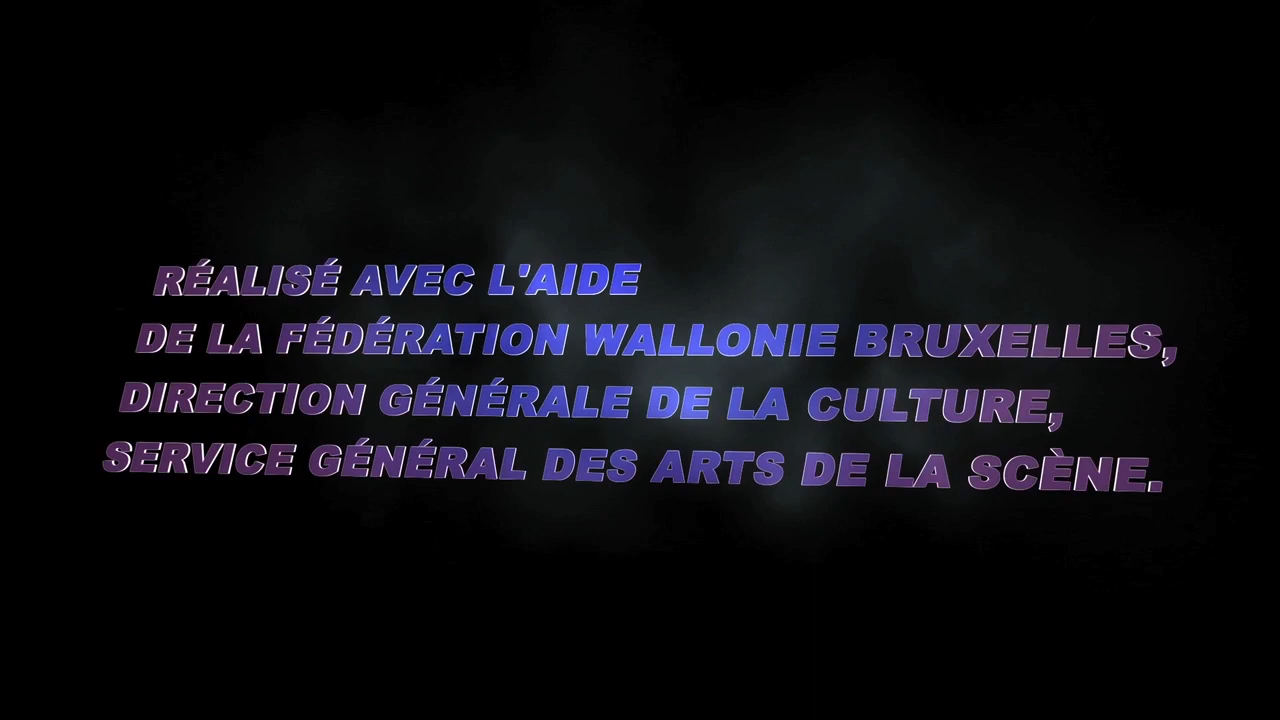 RÉALISÉ AVEC L'AIDE
DE LA FÉDÉRATION WALLONIE BRUXELLES,
DIRECTION GÉNÉRALE DE LA CULTURE,
SERVICE GÉNÉRAL DES ARTS DE LA SCÈNE.